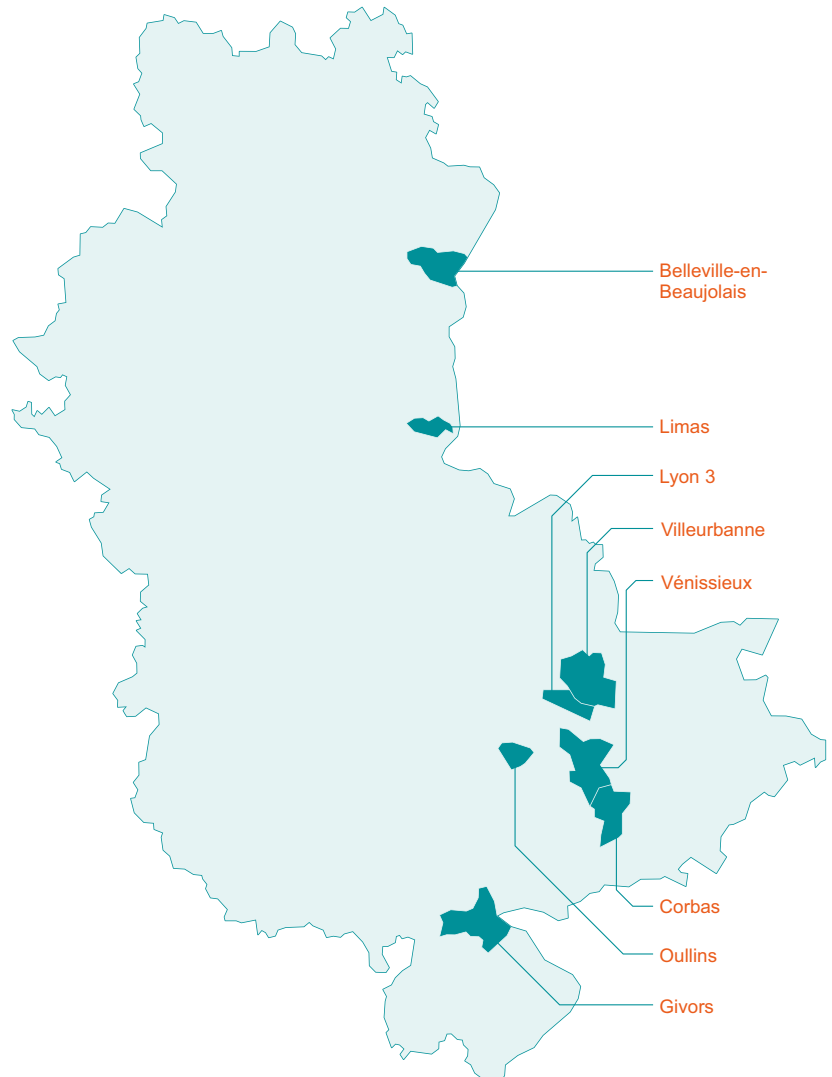 Belleville-en-
Beaujolais
Limas
Lyon 3
Villeurbanne
Vénissieux
Corbas
Oullins
Givors